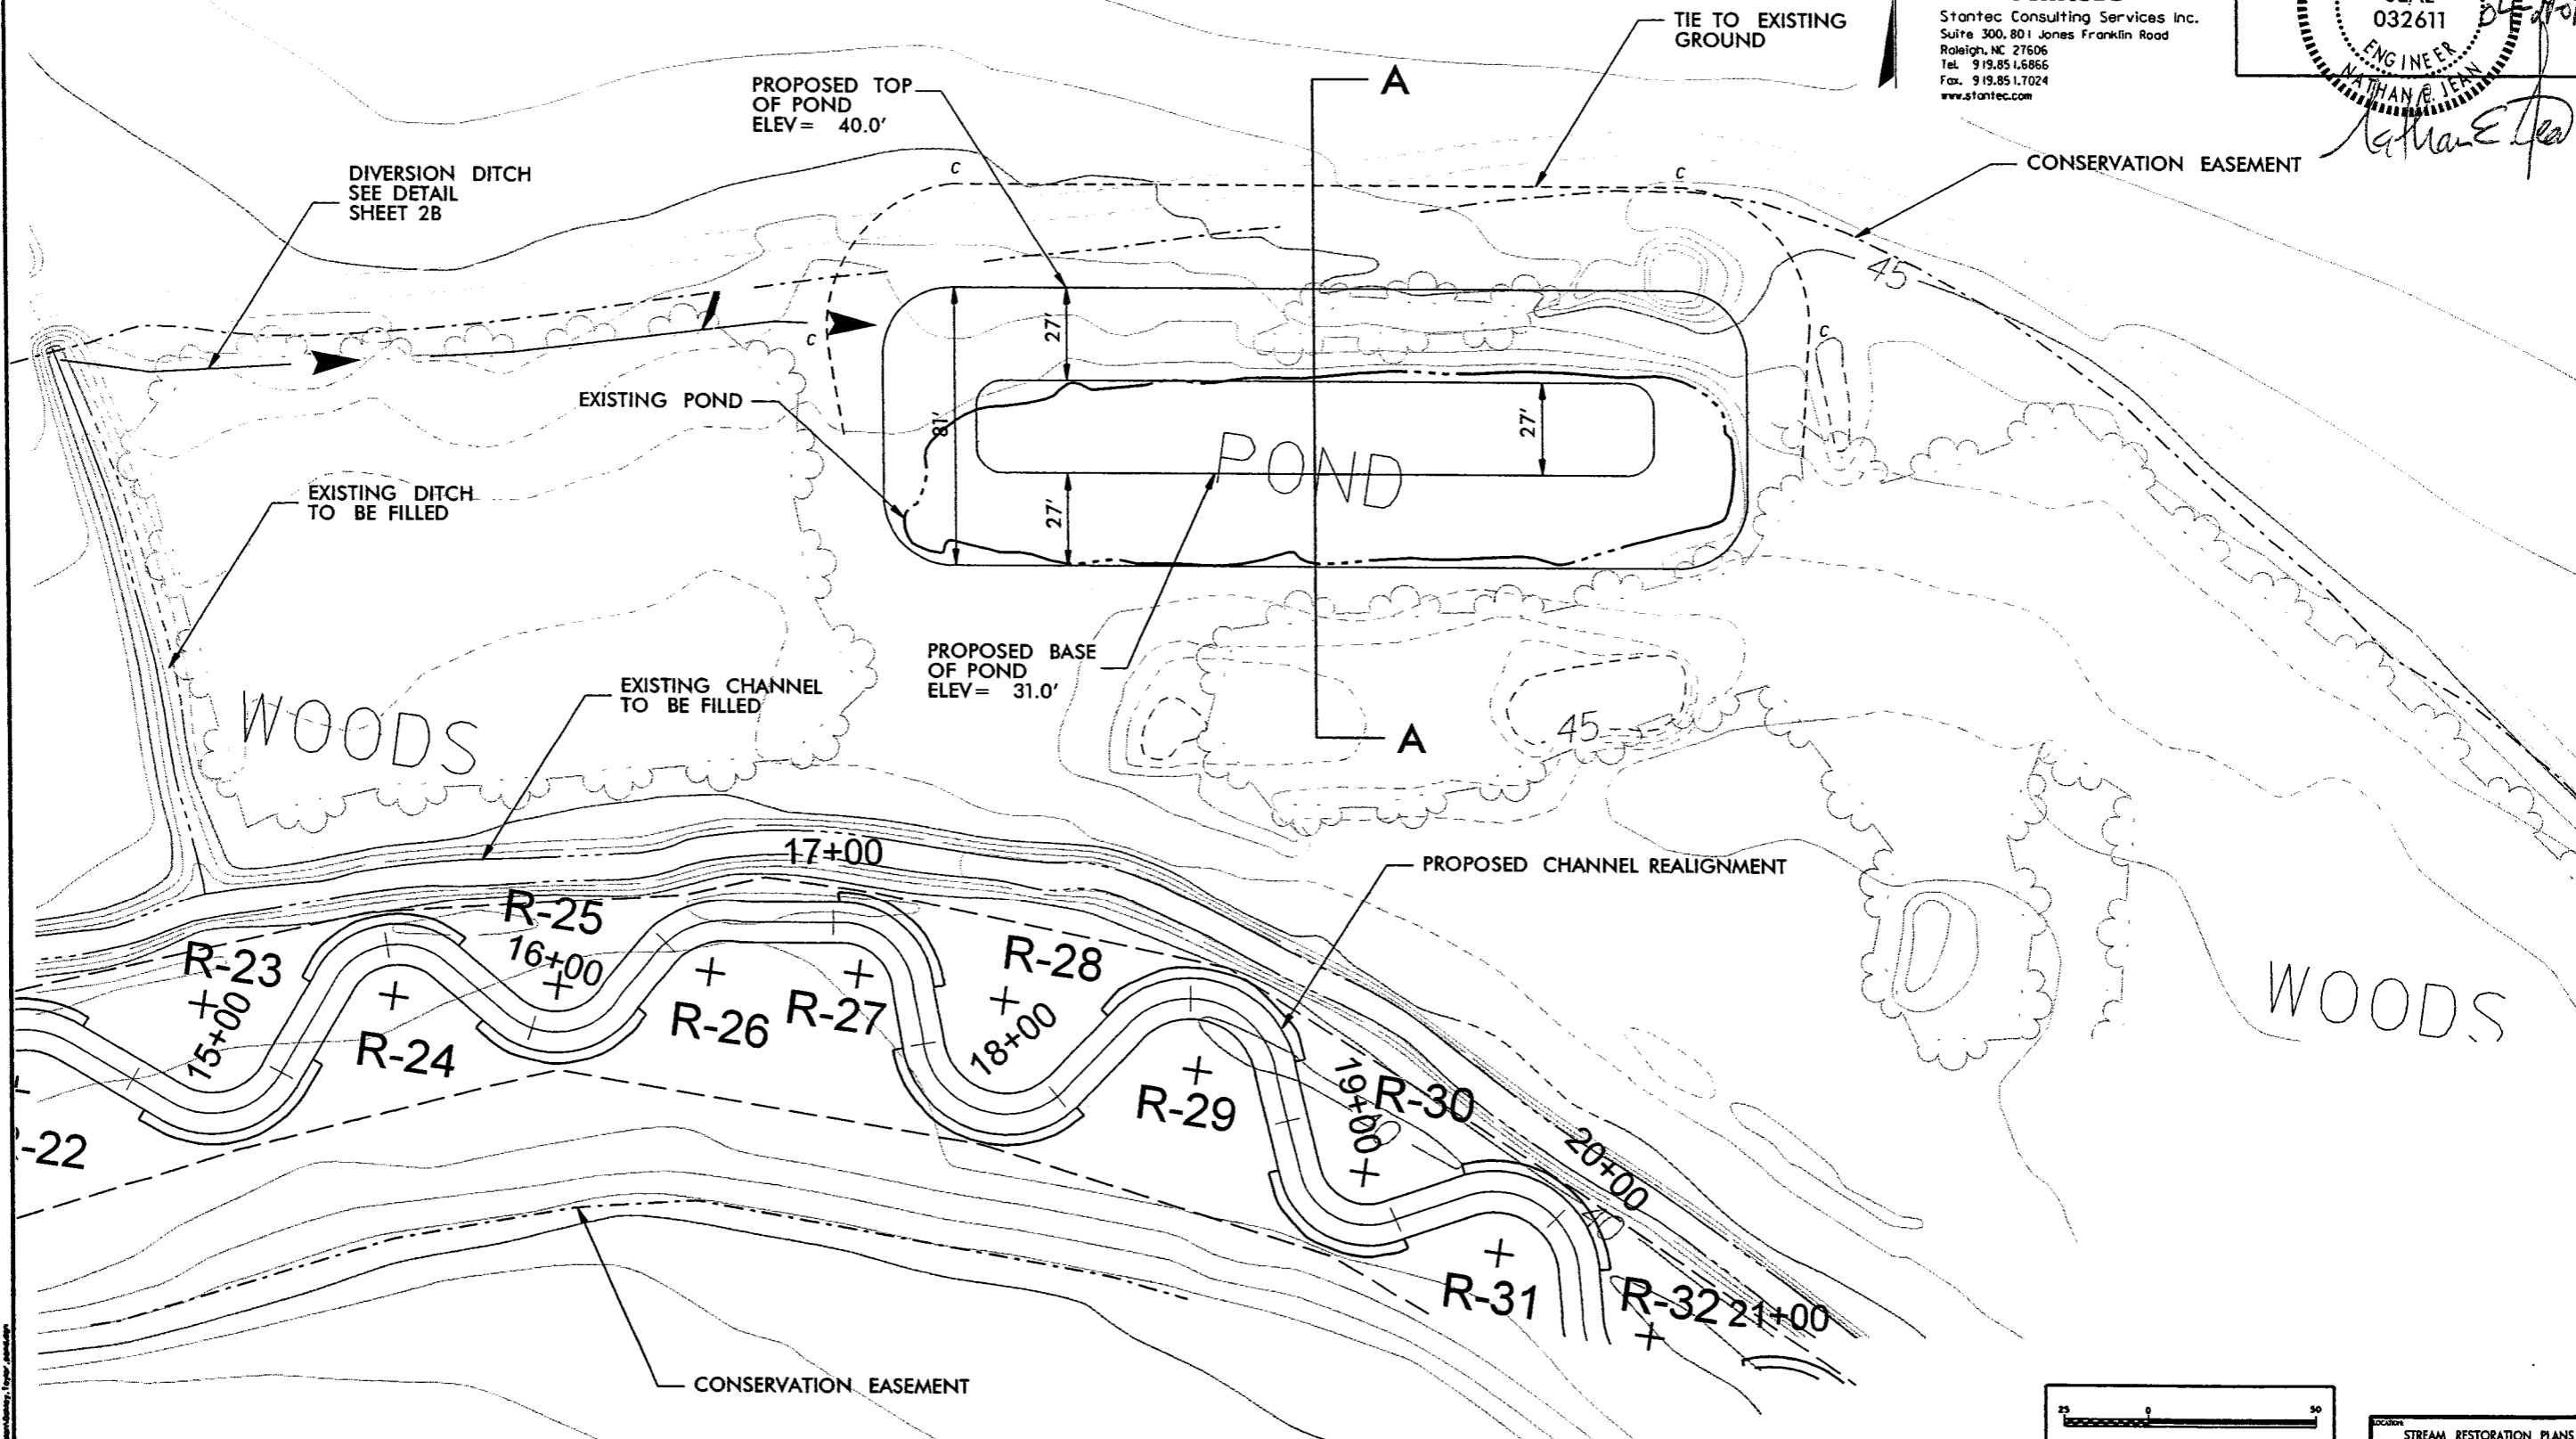 TIE TO EXISTING
GROUND
Stantec Consulting Services Inc.
Suite 300, 801 Jones Franklin Road
Raleigh, NC 27606
Tel. 919.851.6866
Fax. 919.851.7024
www.stantec.com
032611
ENGINEER
NATHAN E. JEAN
PROPOSED TOP
OF POND
ELEV= 40.0'
A
DIVERSION DITCH
SEE DETAIL
SHEET 2B
CONSERVATION EASEMENT
C
C
C
C
45
27'
81'
27'
27'
EXISTING POND
POND
EXISTING DITCH
TO BE FILLED
PROPOSED BASE
OF POND
ELEV= 31.0'
EXISTING CHANNEL
TO BE FILLED
WOODS
45
A
17+00
PROPOSED CHANNEL REALIGNMENT
R-25
16+00
R-23
15+00
R-24
R-26
R-27
R-28
18+00
WOODS
R-29
19+00
R-30
40
-22
20+00
40
R-31
R-32
21+00
CONSERVATION EASEMENT
25 0 50
LOCATION:
STREAM RESTORATION PLANS